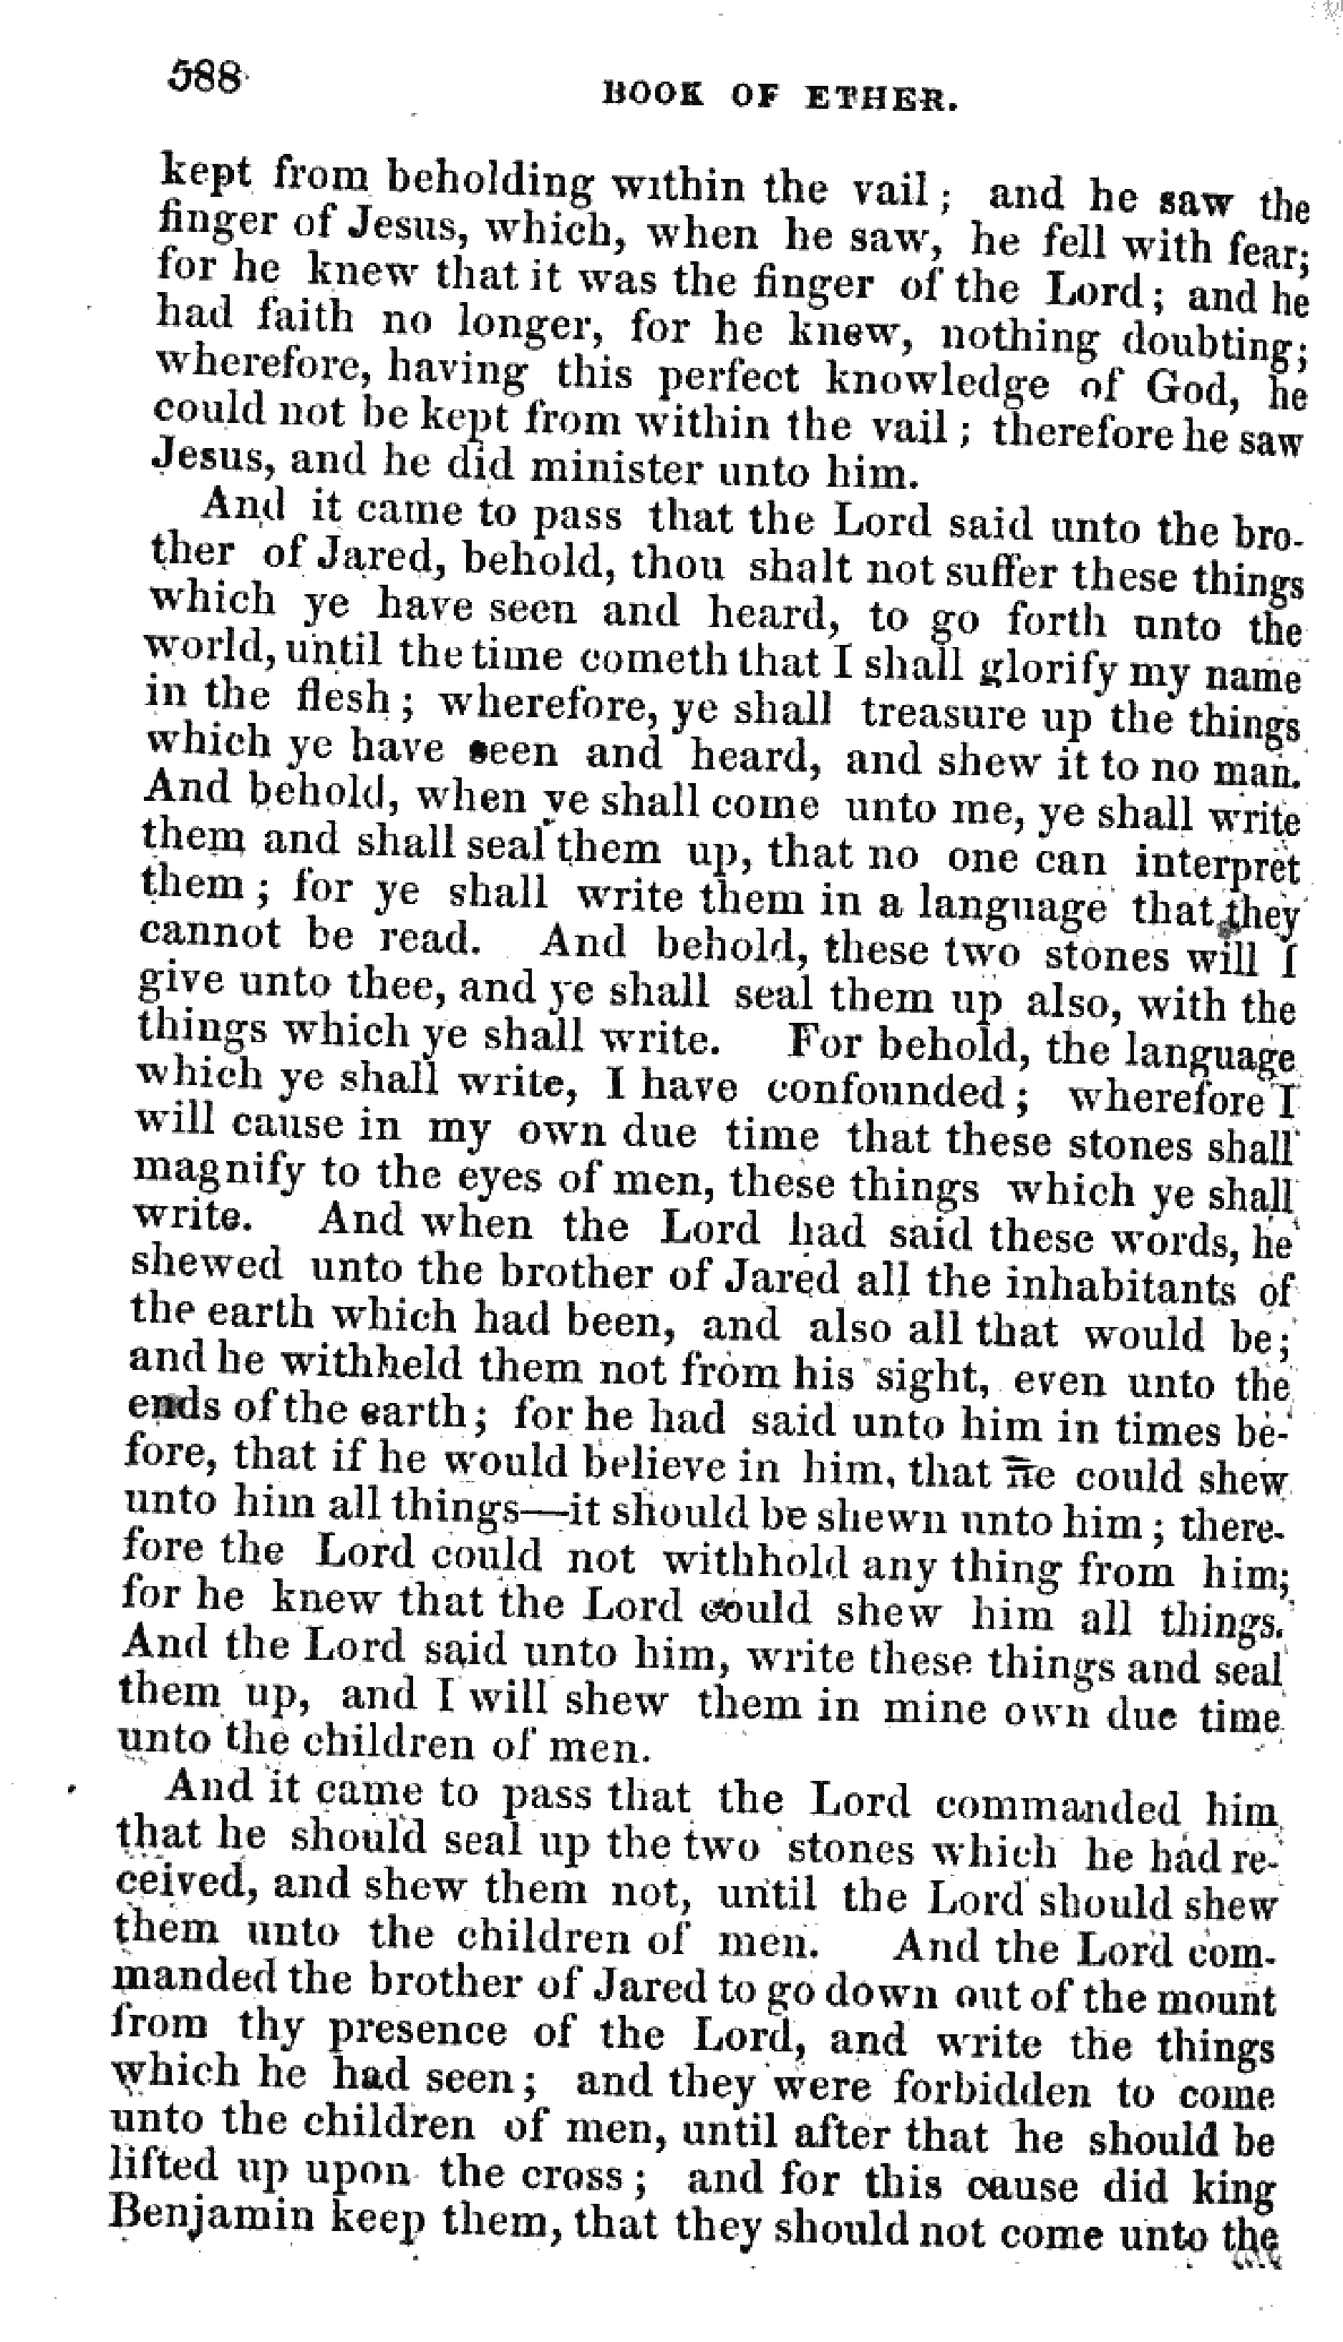 588
BOOK OF ETHER.
kept from beholding within the vail; and he saw the
finger of Jesus, which, when he saw, he fell with fear;
for he knew that it was the finger of the Lord; and he
had faith no longer, for he knew, nothing doubting;
wherefore, having this perfect knowledge of God, he
could not be kept from within the vail; therefore he saw
Jesus, and he did minister unto him.
And it came to pass that the Lord said unto the bro-
ther of Jared, behold, thou shalt not suffer these things
which ye have seen and heard, to go forth unto the
world, until the time cometh that I shall glorify my name
in the flesh; wherefore, ye shall treasure up the things
which ye have seen and heard, and shew it to no man.
And behold, when ye shall come unto me, ye shall write
them and shall seal them up, that no one can interpret
them; for ye shall write them in a language that they
cannot be read. And behold, these two stones will I
give unto thee, and ye shall seal them up also, with the
things which ye shall write. For behold, the language
which ye shall write, I have confounded; wherefore I
will cause in my own due time that these stones shall
magnify to the eyes of men, these things which ye shall
write. And when the Lord had said these words, he
shewed unto the brother of Jared all the inhabitants of
the earth which had been, and also all that would be;
and he withheld them not from his sight, even unto the
ends of the earth; for he had said unto him in times be-
fore, that if he would believe in him, that he could shew
unto him all things—it should be shewn unto him; there-
fore the Lord could not withhold any thing from him;
for he knew that the Lord could shew him all things.
And the Lord said unto him, write these things and seal
them up, and I will shew them in mine own due time
unto the children of men.
And it came to pass that the Lord commanded him
that he should seal up the two stones which he had re-
ceived, and shew them not, until the Lord should shew
them unto the children of men. And the Lord com-
manded the brother of Jared to go down out of the mount
from thy presence of the Lord, and write the things
which he had seen; and they were forbidden to come
unto the children of men, until after that he should be
lifted up upon the cross; and for this cause did king
Benjamin keep them, that they should not come unto the